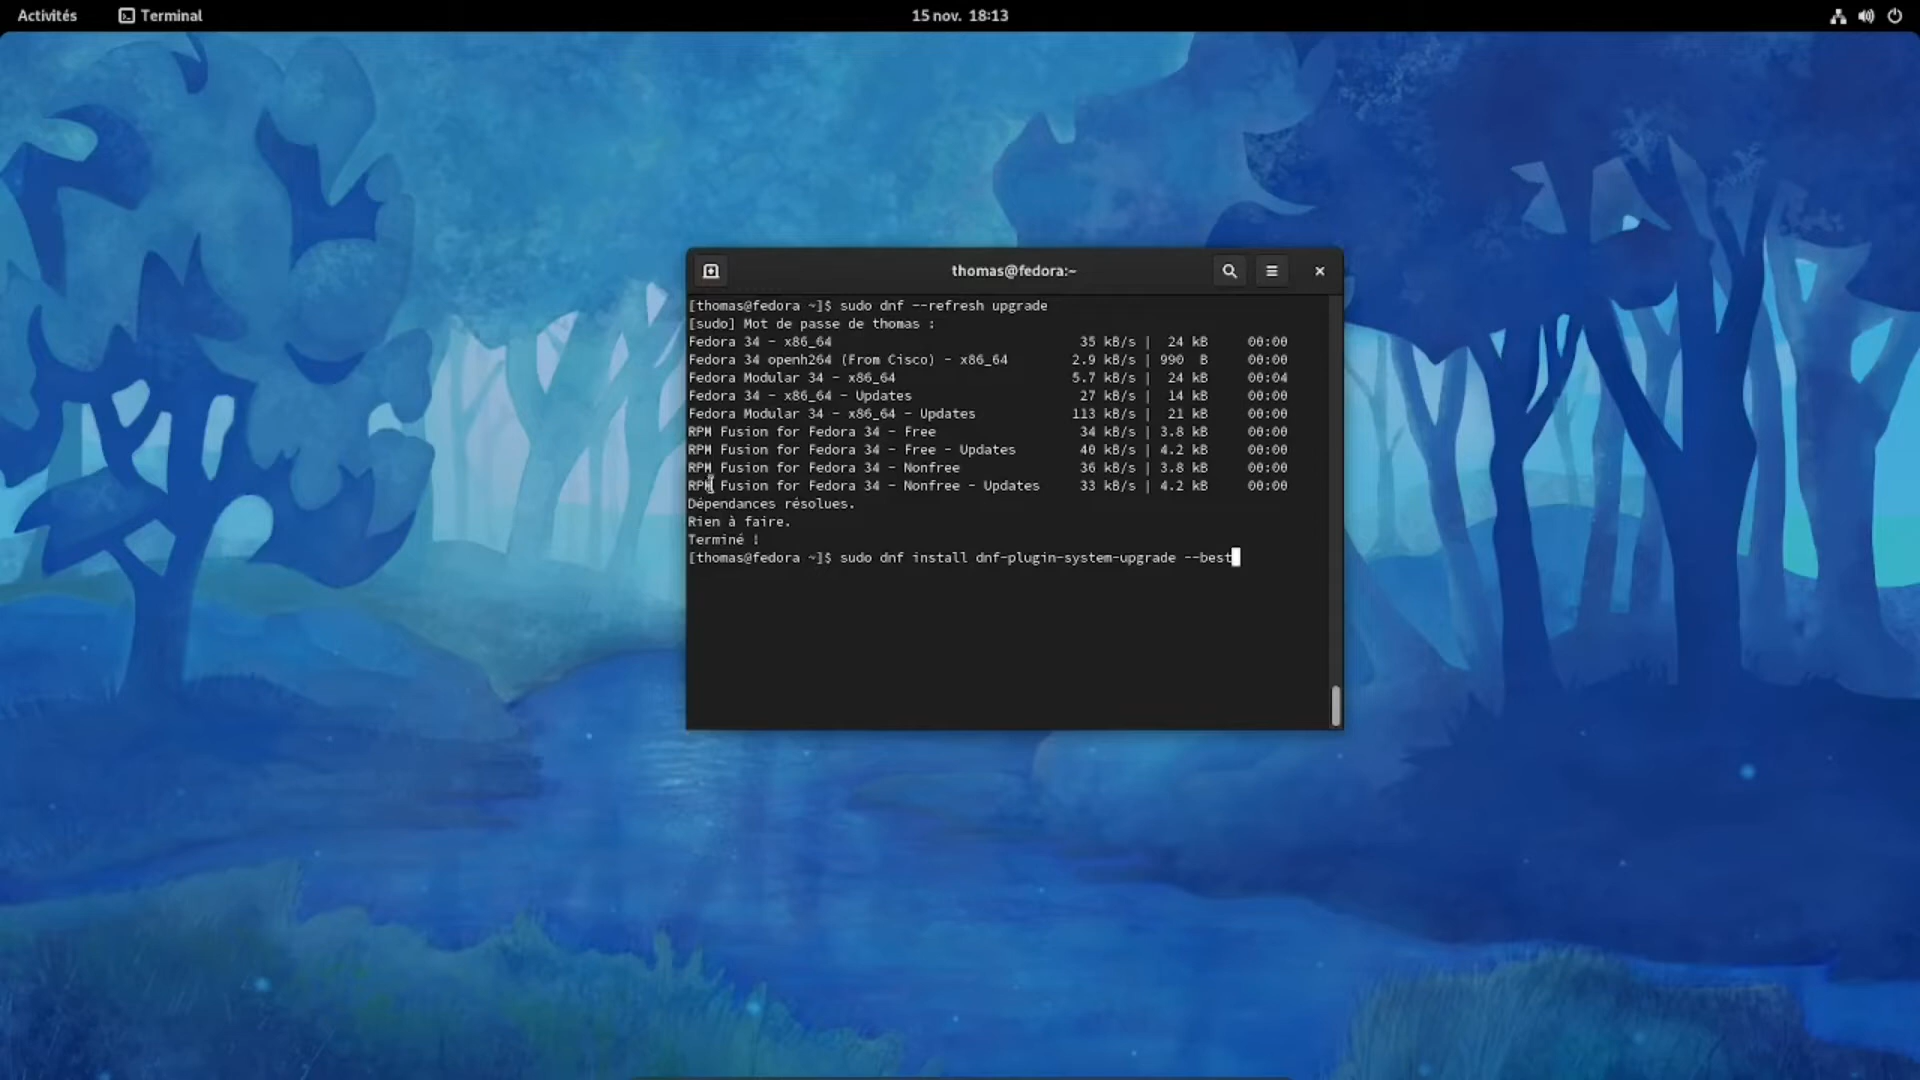 Activités Terminal 15 nov. 18:13
thomas@fedora:~
[thomas@fedora ~]$ sudo dnf --refresh upgrade
[sudo] Mot de passe de thomas :
Fedora 34 - x86_64 35 kB/s | 24 kB 00:00
Fedora 34 openh264 (From Cisco) - x86_64 2.9 kB/s | 990 B 00:00
Fedora Modular 34 - x86_64 5.7 kB/s | 24 kB 00:04
Fedora 34 - x86_64 - Updates 27 kB/s | 14 kB 00:00
Fedora Modular 34 - x86_64 - Updates 113 kB/s | 21 kB 00:00
RPM Fusion for Fedora 34 - Free 34 kB/s | 3.8 kB 00:00
RPM Fusion for Fedora 34 - Free - Updates 40 kB/s | 4.2 kB 00:00
RPM Fusion for Fedora 34 - Nonfree 36 kB/s | 3.8 kB 00:00
RPM Fusion for Fedora 34 - Nonfree - Updates 33 kB/s | 4.2 kB 00:00
Dépendances résolues.
Rien à faire.
Terminé !
[thomas@fedora ~]$ sudo dnf install dnf-plugin-system-upgrade --best